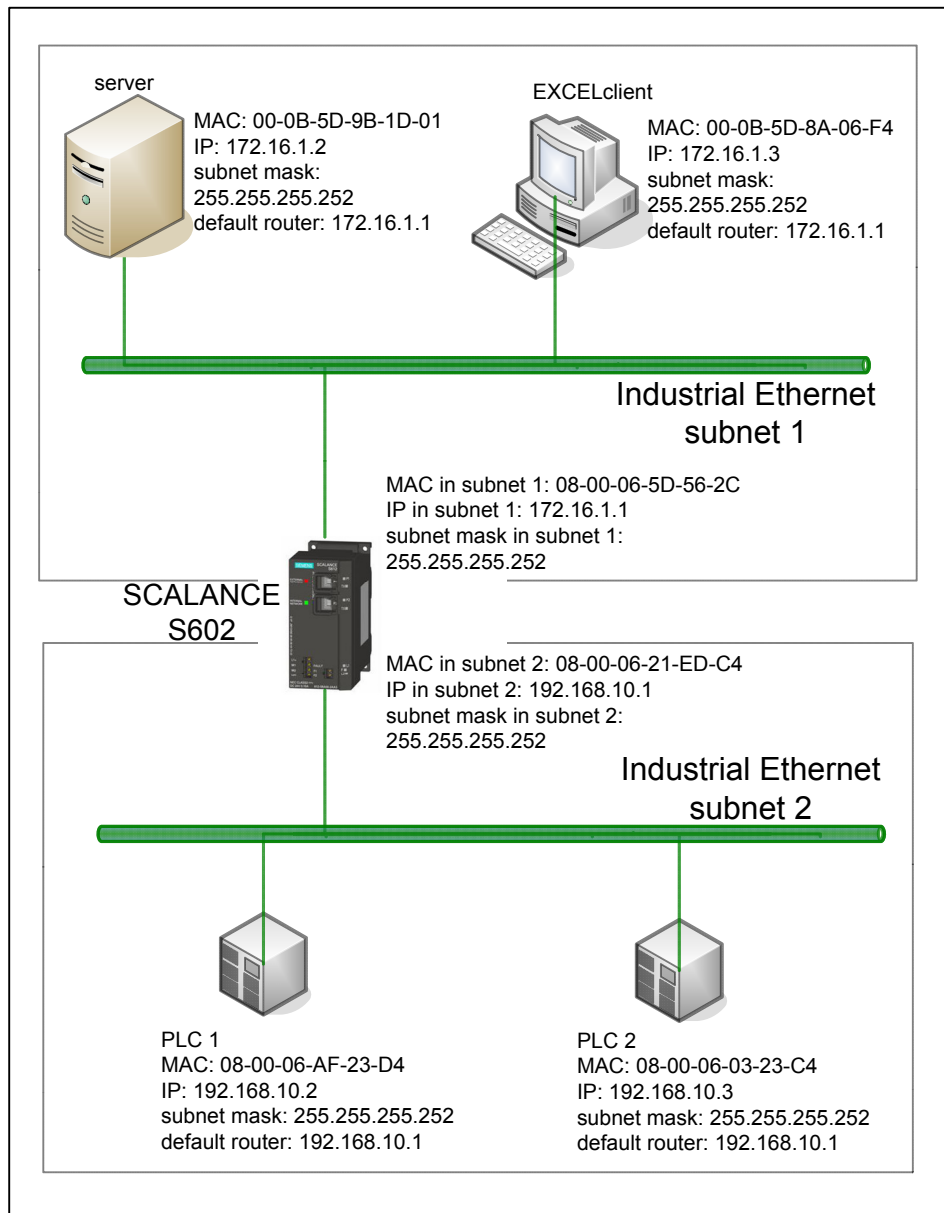 server
MAC: 00-0B-5D-9B-1D-01
IP: 172.16.1.2
subnet mask:
255.255.255.252
default router: 172.16.1.1
EXCELclient
MAC: 00-0B-5D-8A-06-F4
IP: 172.16.1.3
subnet mask:
255.255.255.252
default router: 172.16.1.1
Industrial Ethernet
subnet 1
MAC in subnet 1: 08-00-06-5D-56-2C
IP in subnet 1: 172.16.1.1
subnet mask in subnet 1:
255.255.255.252
SCALANCE
S602
SCALANCE
MAC in subnet 2: 08-00-06-21-ED-C4
IP in subnet 2: 192.168.10.1
subnet mask in subnet 2:
255.255.255.252
Industrial Ethernet
subnet 2
PLC 1
MAC: 08-00-06-AF-23-D4
IP: 192.168.10.2
subnet mask: 255.255.255.252
default router: 192.168.10.1
PLC 2
MAC: 08-00-06-03-23-C4
IP: 192.168.10.3
subnet mask: 255.255.255.252
default router: 192.168.10.1